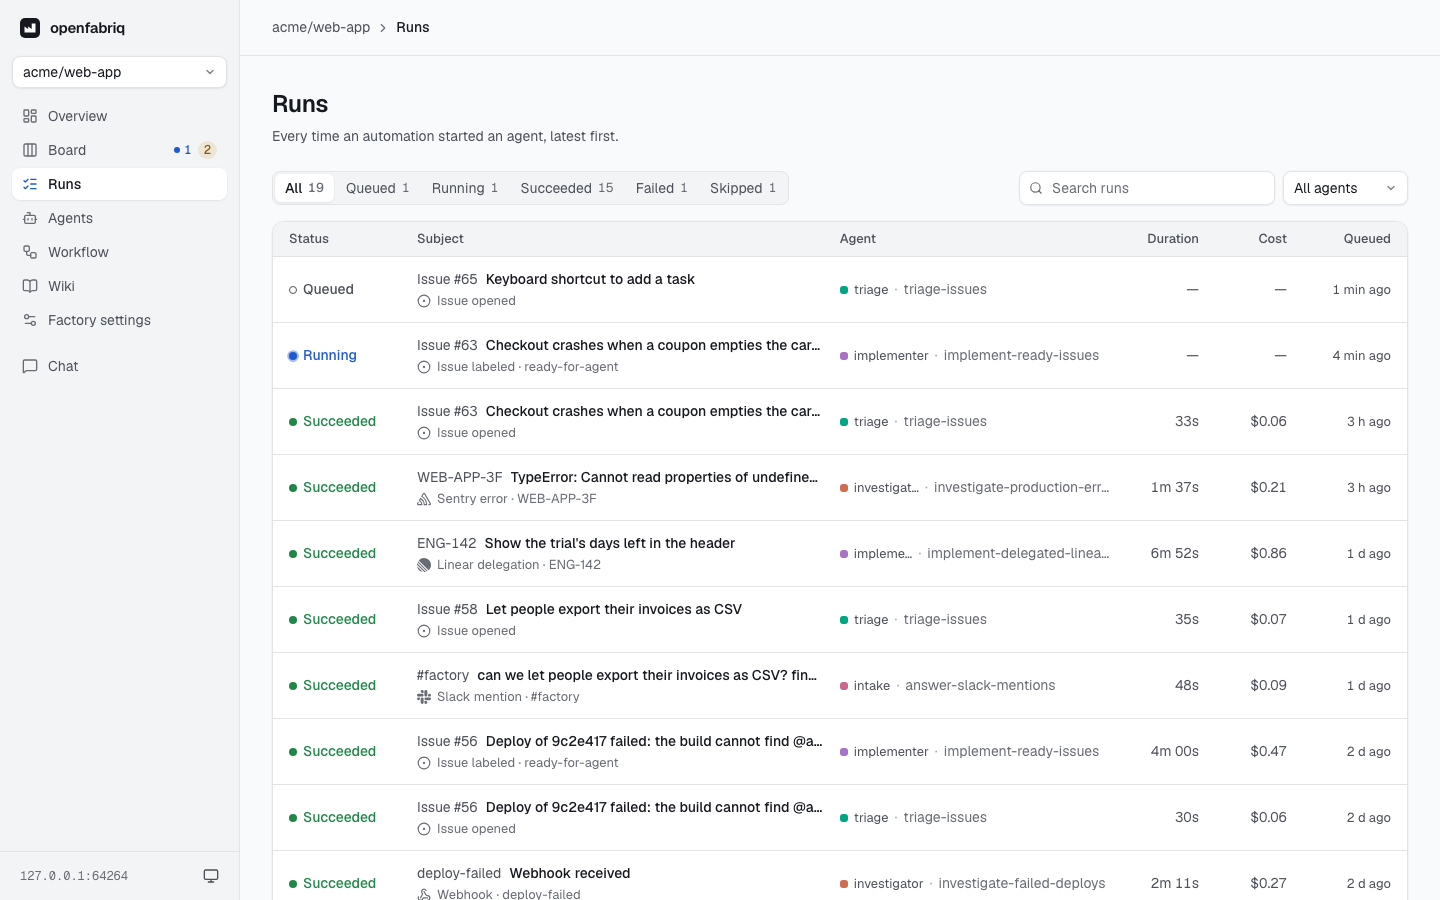 openfabriq
acme/web-app
Overview
Board 1 2
Runs
Agents
Workflow
Wiki
Factory settings
Chat
127.0.0.1:64264
acme/web-app > Runs
Runs
Every time an automation started an agent, latest first.
All 19 Queued 1 Running 1 Succeeded 15 Failed 1 Skipped 1
Search runs
All agents
Status Subject Agent Duration Cost Queued
Queued Issue #65 Keyboard shortcut to add a task triage · triage-issues — — 1 min ago
Issue opened
Running Issue #63 Checkout crashes when a coupon empties the car… implementer · implement-ready-issues — — 4 min ago
Issue labeled · ready-for-agent
Succeeded Issue #63 Checkout crashes when a coupon empties the car… triage · triage-issues 33s $0.06 3 h ago
Issue opened
Succeeded WEB-APP-3F TypeError: Cannot read properties of undefine… investigat… · investigate-production-err… 1m 37s $0.21 3 h ago
Sentry error · WEB-APP-3F
Succeeded ENG-142 Show the trial's days left in the header impleme… · implement-delegated-linea… 6m 52s $0.86 1 d ago
Linear delegation · ENG-142
Succeeded Issue #58 Let people export their invoices as CSV triage · triage-issues 35s $0.07 1 d ago
Issue opened
Succeeded #factory can we let people export their invoices as CSV? fin… intake · answer-slack-mentions 48s $0.09 1 d ago
Slack mention · #factory
Succeeded Issue #56 Deploy of 9c2e417 failed: the build cannot find @a… implementer · implement-ready-issues 4m 00s $0.47 2 d ago
Issue labeled · ready-for-agent
Succeeded Issue #56 Deploy of 9c2e417 failed: the build cannot find @a… triage · triage-issues 30s $0.06 2 d ago
Issue opened
Succeeded deploy-failed Webhook received investigator · investigate-failed-deploys 2m 11s $0.27 2 d ago
Webhook · deploy-failed